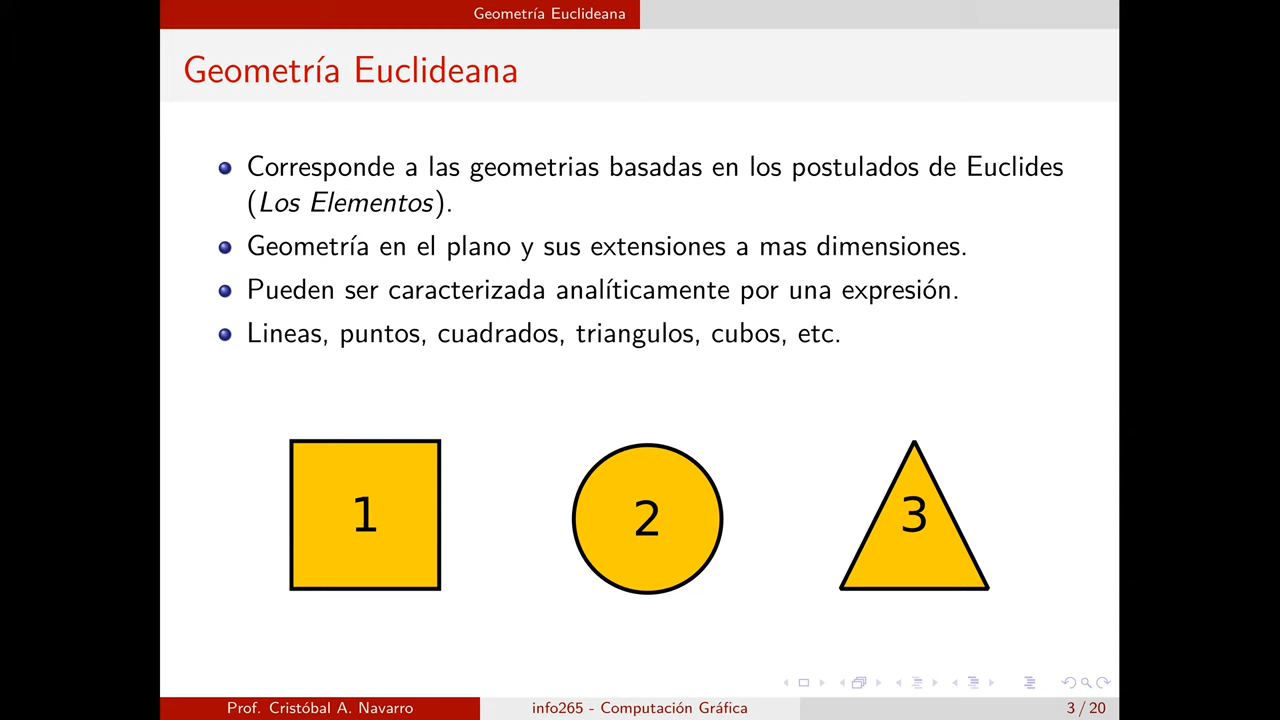 Geometría Euclideana
Geometría Euclideana
Corresponde a las geometrias basadas en los postulados de Euclides
(Los Elementos).
Geometría en el plano y sus extensiones a mas dimensiones.
Pueden ser caracterizada analíticamente por una expresión.
Lineas, puntos, cuadrados, triangulos, cubos, etc.
1
2
3
Prof. Cristóbal A. Navarro
info265 - Computación Gráfica
3 / 20